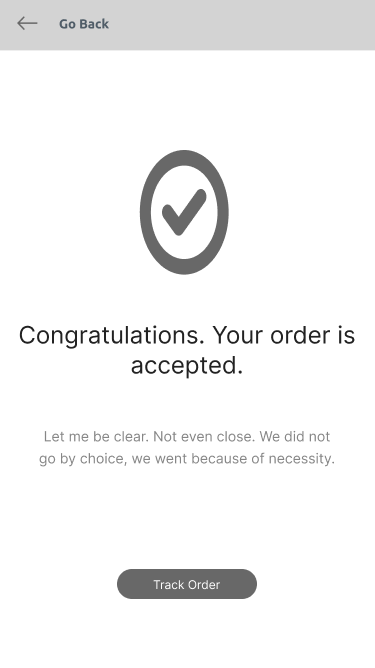 Go Back
Congratulations. Your order is
accepted.
Let me be clear. Not even close. We did not
go by choice, we went because of necessity.
Track Order